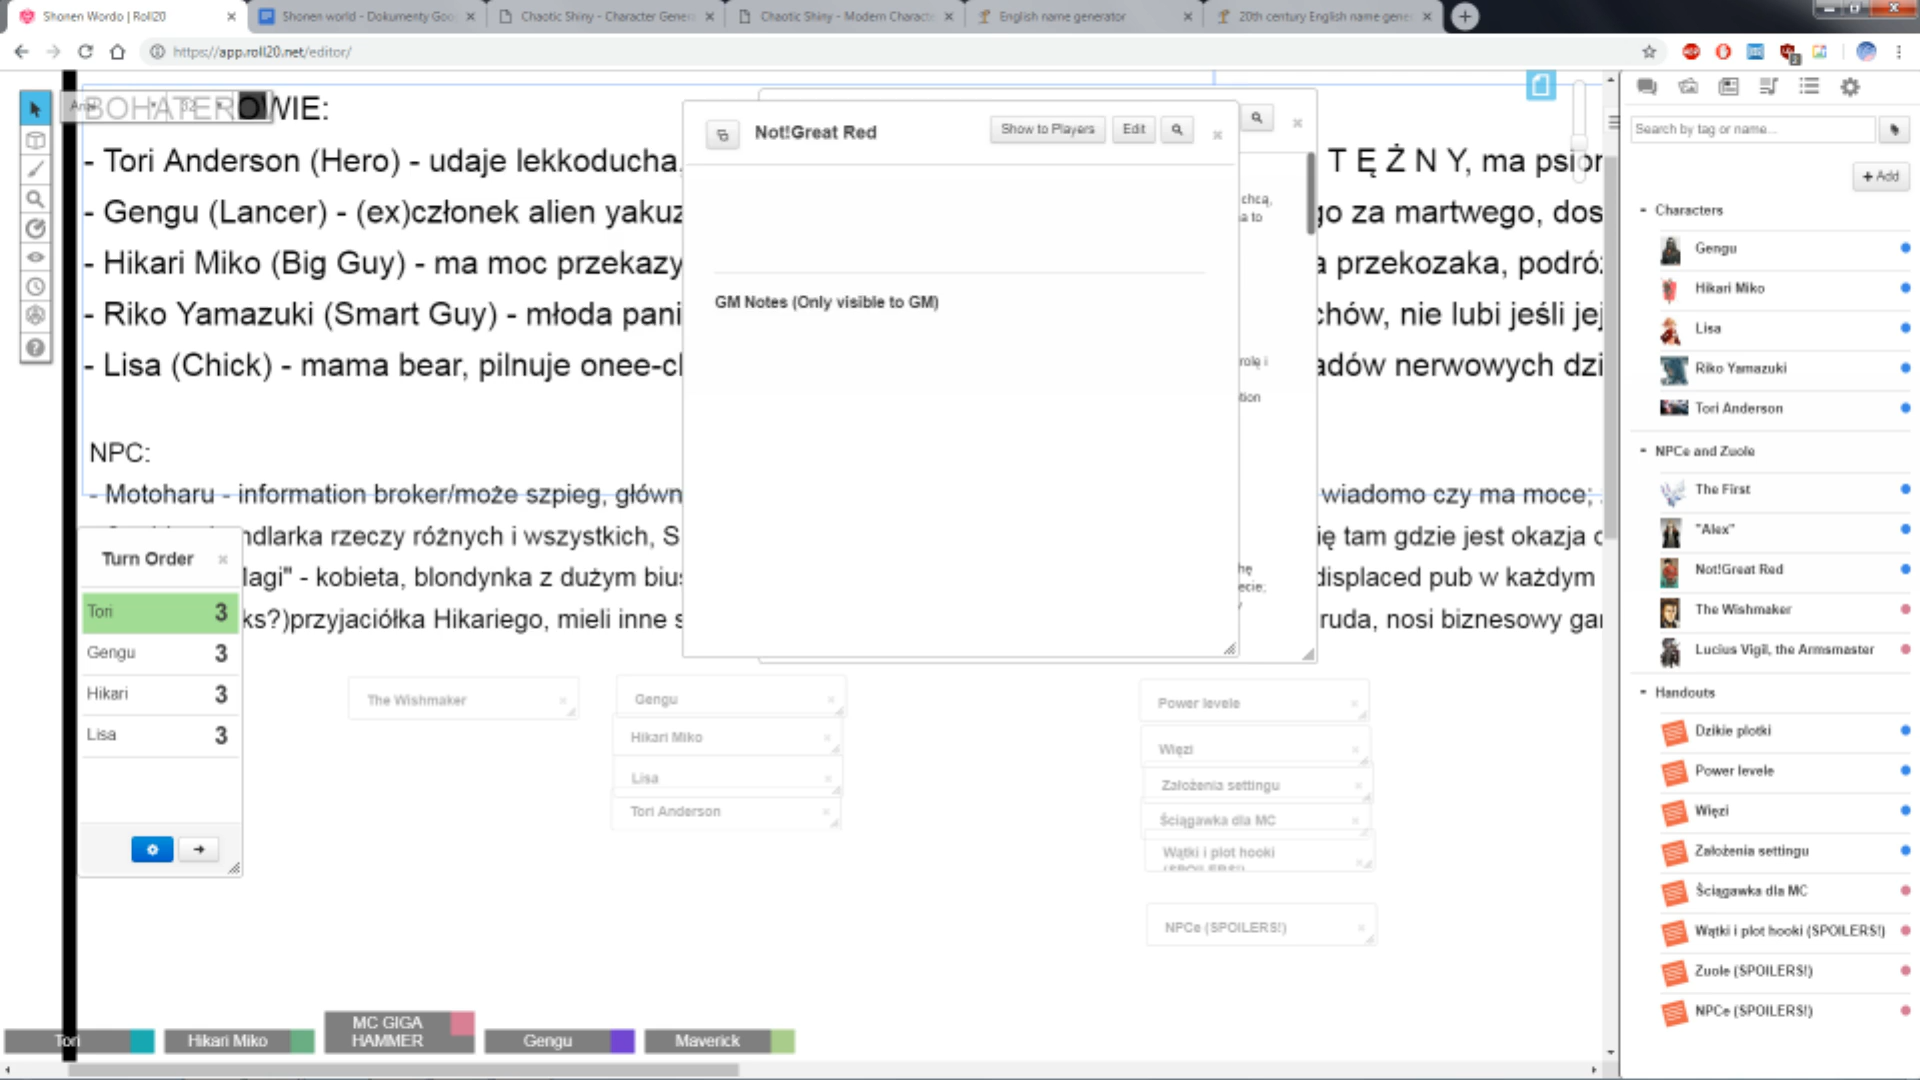 Shonen Wordo | Roll20
Shonen world - Dokumenty Goo
Chaotic Shiny - Character Gener
Chaotic Shiny - Modern Charact
English name generator
20th century English name gene
https://app.roll20.net/editor/
BOHATEROWIE:
- Tori Anderson (Hero) - udaje lekkoducha,
T Ę Ż N Y, ma psior
- Gengu (Lancer) - (ex)członek alien yakuz
go za martwego, dos
- Hikari Miko (Big Guy) - ma moc przekazy
a przekozaka, podró
- Riko Yamazuki (Smart Guy) - młoda pani
chów, nie lubi jeśli jej
- Lisa (Chick) - mama bear, pilnuje onee-cl
adów nerwowych dzi
NPC:
- Motoharu - information broker/może szpieg, główn
wiadomo czy ma moce;
ndlarka rzeczy różnych i wszystkich, S
ię tam gdzie jest okazja
lagi" - kobieta, blondynka z dużym bius
displaced pub w każdym
ks?)przyjaciółka Hikariego, mieli inne s
ruda, nosi biznesowy gar
Not!Great Red
Show to Players
Edit
GM Notes (Only visible to GM)
chcą,
a to
rolę i
tion
ecie;
Turn Order
Tori 3
Gengu 3
Hikari 3
Lisa 3
The Wishmaker
Gengu
Hikari Miko
Lisa
Tori Anderson
Power levele
Więzi
Założenia settingu
Ściągawka dla MC
Wątki i plot hooki
(SPOILERS!)
NPCe (SPOILERS!)
Tori
Hikari Miko
MC GIGA
HAMMER
Gengu
Maverick
Search by tag or name...
+ Add
Characters
Gengu
Hikari Miko
Lisa
Riko Yamazuki
Tori Anderson
NPCe and Zuole
The First
"Alex"
Not!Great Red
The Wishmaker
Lucius Vigil, the Armsmaster
Handouts
Dzikie plotki
Power levele
Więzi
Założenia settingu
Ściągawka dla MC
Wątki i plot hooki (SPOILERS!)
Zuole (SPOILERS!)
NPCe (SPOILERS!)